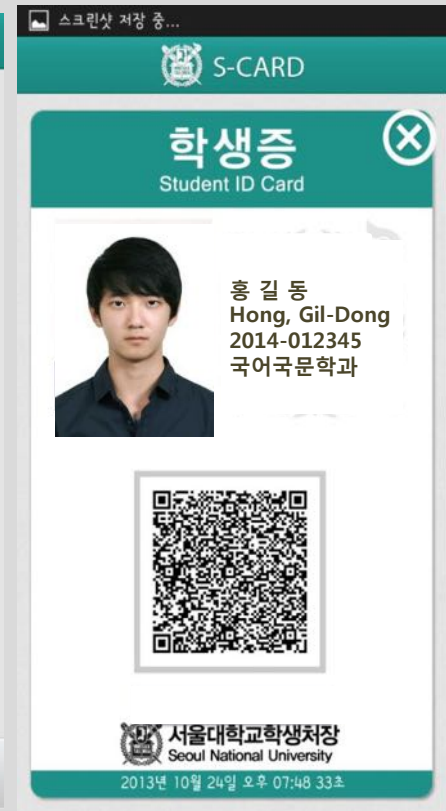 스크린샷 저장 중...
S-CARD
학생증
Student ID Card
홍 길 동
Hong, Gil-Dong
2014-012345
국어국문학과
서울대학교학생처장
Seoul National University
2013년 10월 24일 오후 07:48 33초